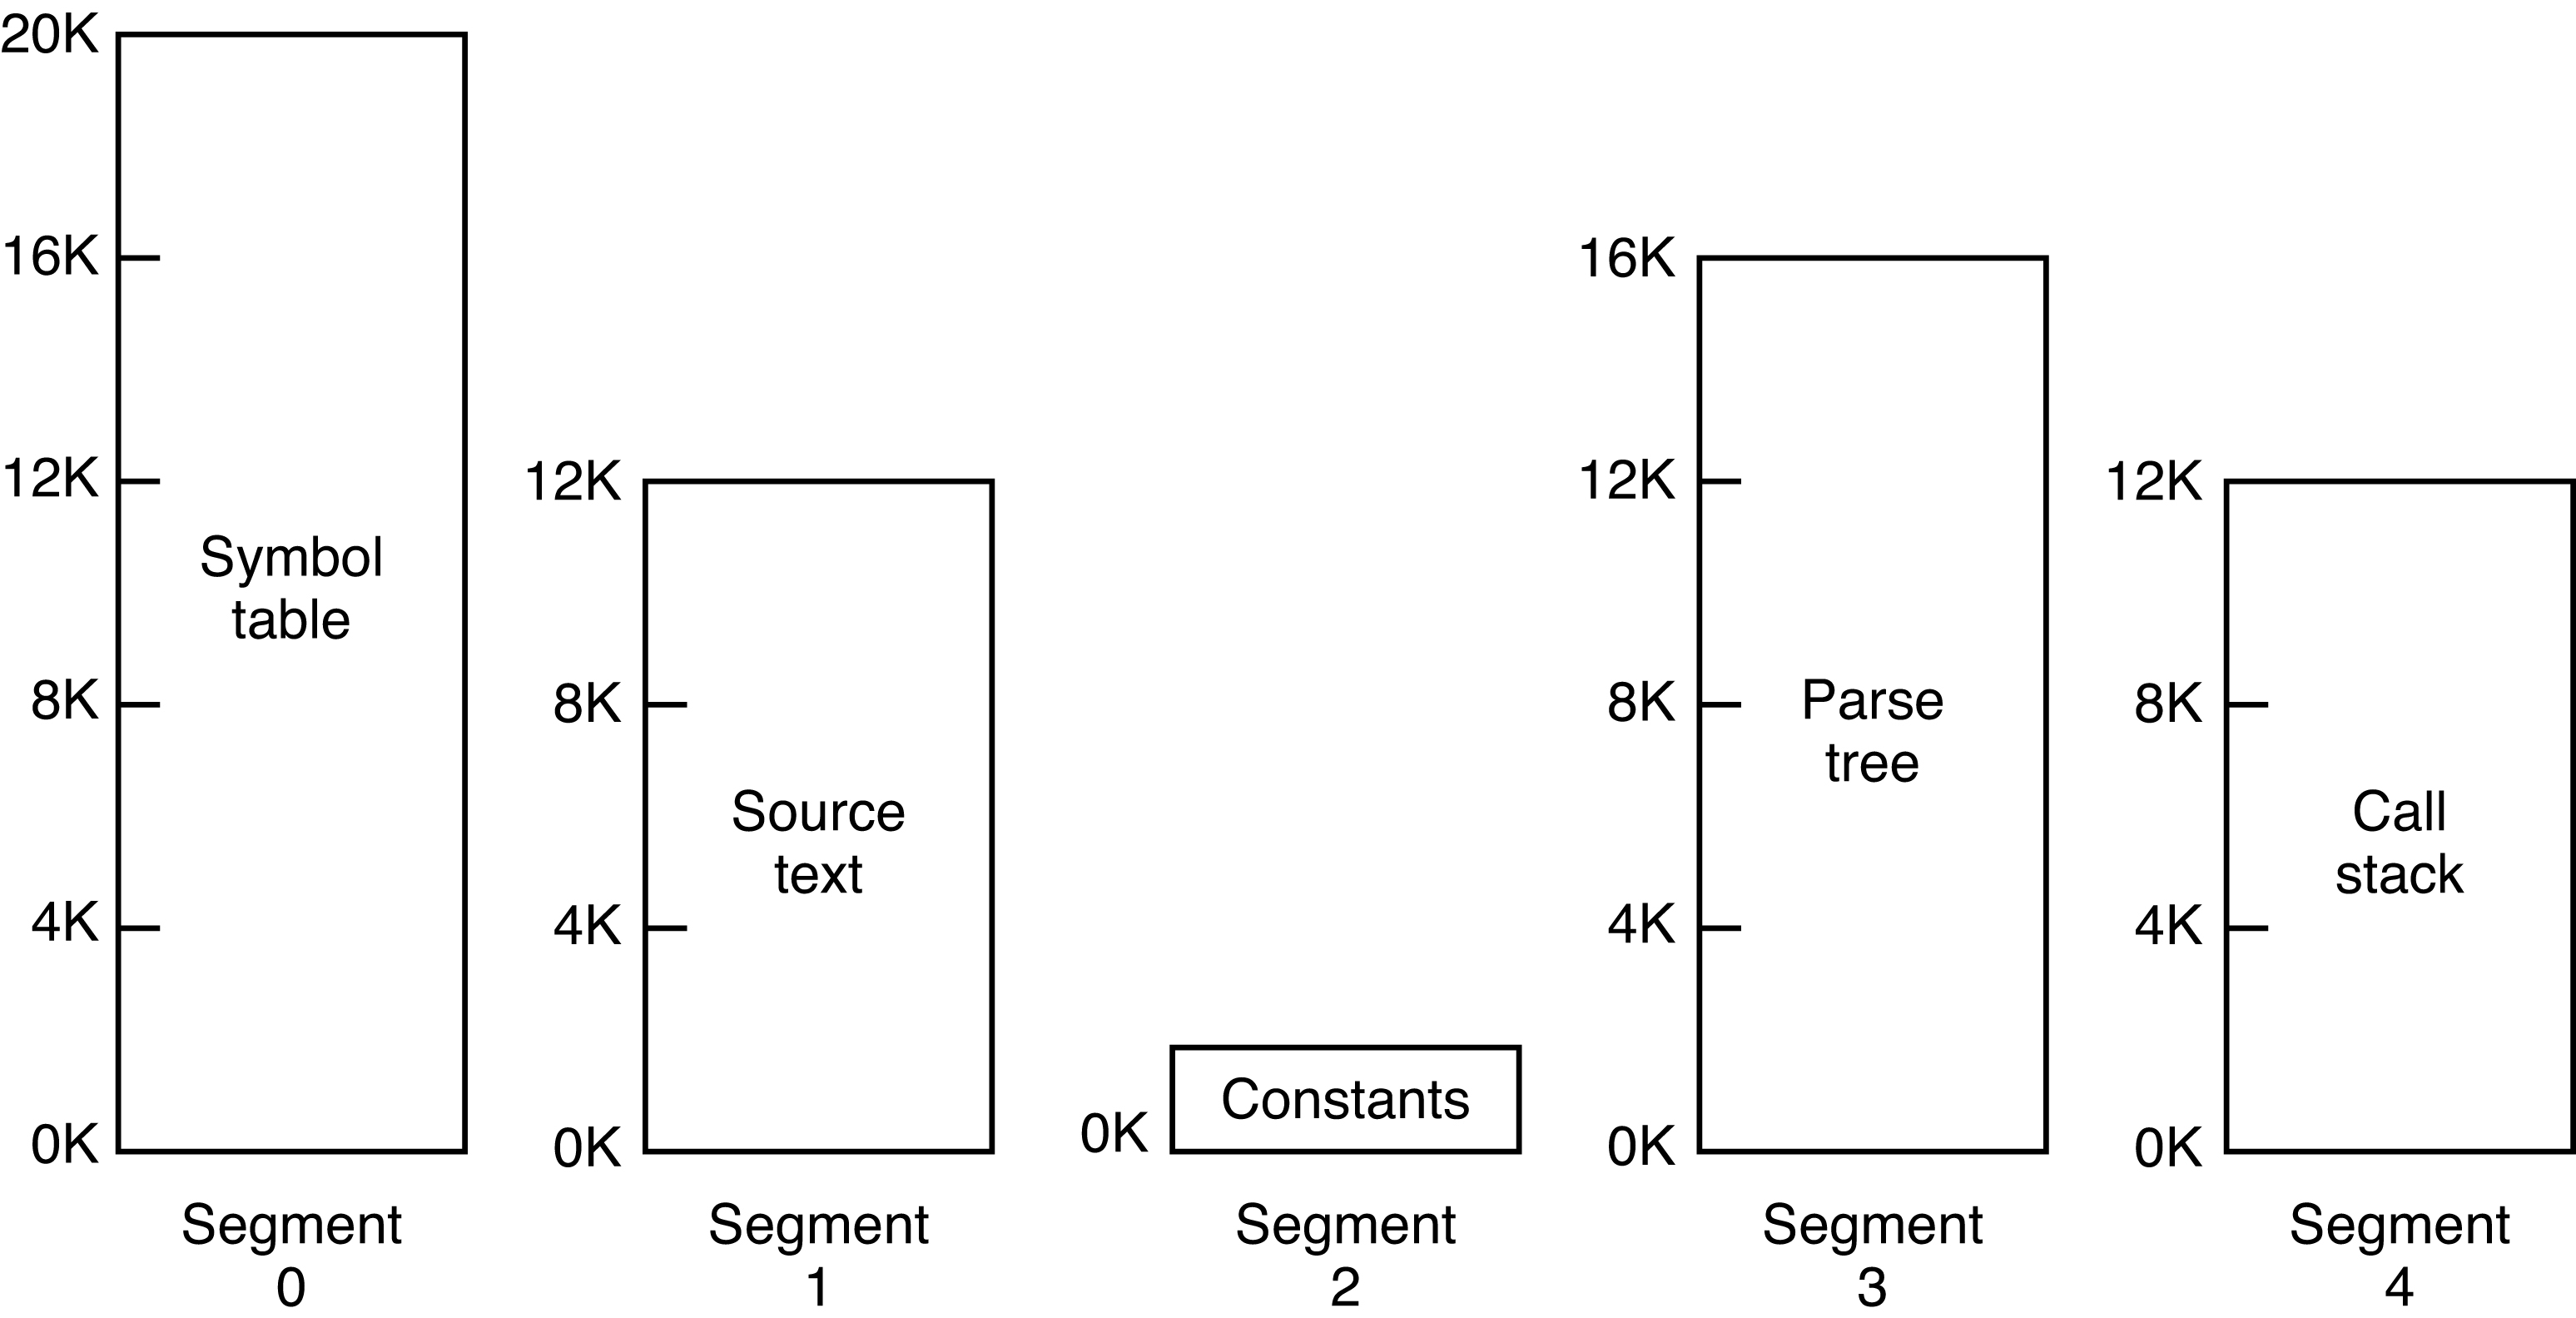 20K
16K
12K
Symbol
table
8K
4K
0K
Segment
0
12K
8K
Source
text
4K
0K
Segment
1
Constants
0K
Segment
2
16K
12K
8K
Parse
tree
4K
0K
Segment
3
12K
8K
Call
stack
4K
0K
Segment
4